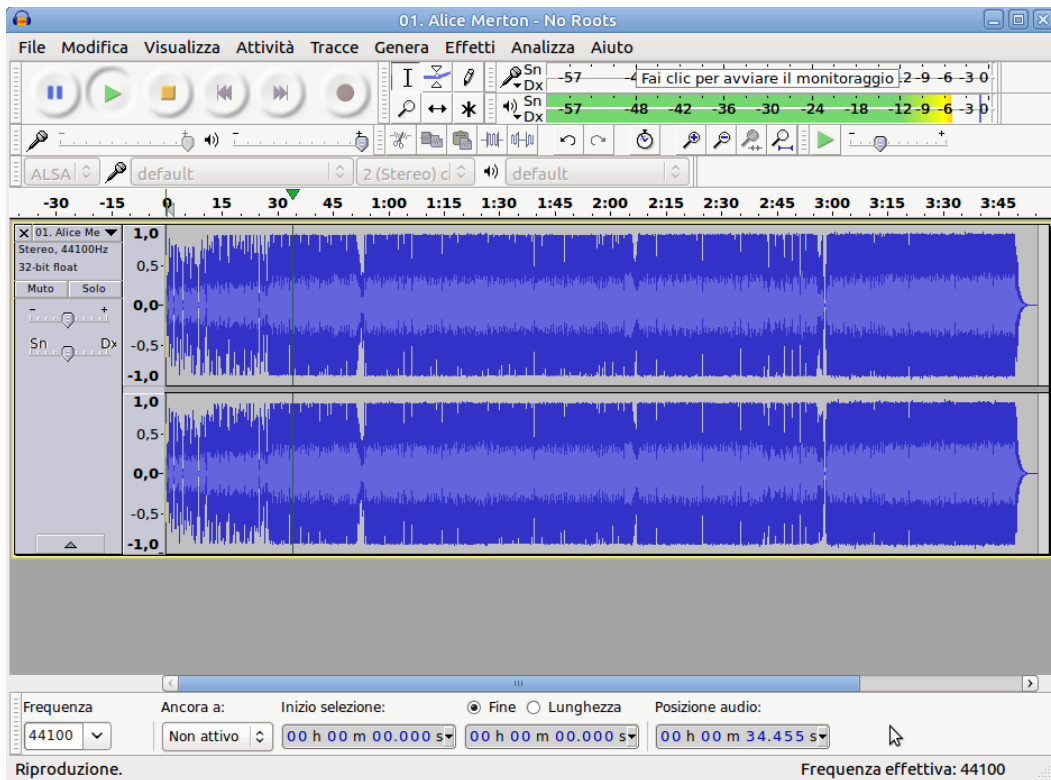 01. Alice Merton - No Roots
File Modifica Visualizza Attività Tracce Genera Effetti Analizza Aiuto
Sn
Dx
-57 -4 Fai clic per avviare il monitoraggio 2 -9 -6 -3 0
Sn
Dx
-57 -48 -42 -36 -30 -24 -18 -12 -9 -6 -3 0
- +
- +
- +
ALSA default 2 (Stereo) c default
-30 -15 0 15 30 45 1:00 1:15 1:30 1:45 2:00 2:15 2:30 2:45 3:00 3:15 3:30 3:45
01. Alice Me
Stereo, 44100Hz
32-bit float
Muto Solo
- +
Sn Dx
1,0
0,5
0,0
-0,5
-1,0
1,0
0,5
0,0
-0,5
-1,0
Frequenza Ancora a: Inizio selezione: Fine Lunghezza Posizione audio:
44100 Non attivo 00 h 00 m 00.000 s 00 h 00 m 00.000 s 00 h 00 m 34.455 s
Riproduzione. Frequenza effettiva: 44100